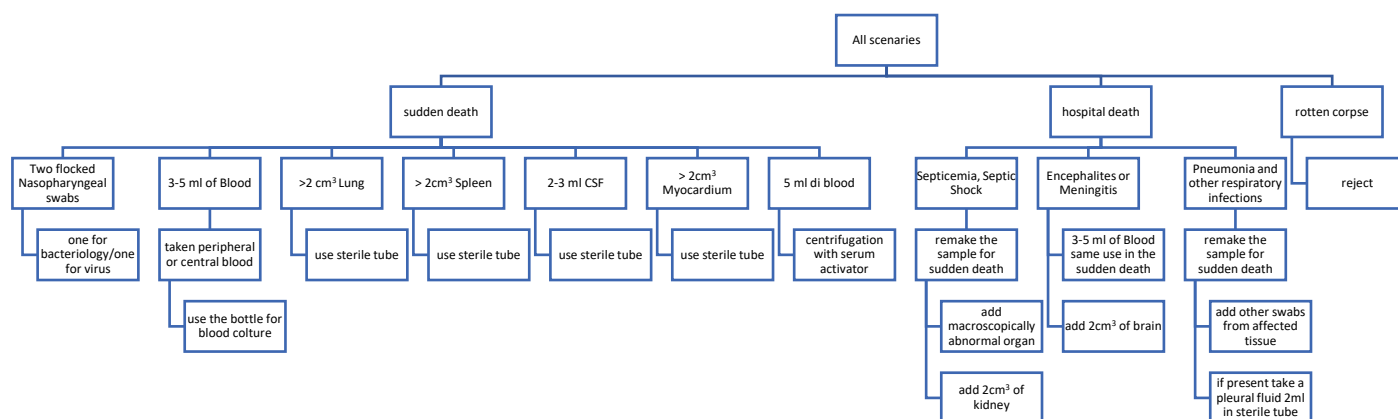 All scenarios
sudden death
hospital death
rotten corpse
Two flocked
Nasopharyngeal
swabs
3-5 ml of Blood
>2 cm³ Lung
> 2cm³ Spleen
2-3 ml CSF
> 2cm³
Myocardium
5 ml di blood
Septicemia, Septic
Shock
Encephalites or
Meningitis
Pneumonia and
other respiratory
infections
reject
one for
bacteriology/one
for virus
taken peripheral
or central blood
use sterile tube
use sterile tube
use sterile tube
use sterile tube
centrifugation
with serum
activator
remake the
sample for
sudden death
3-5 ml of Blood
same use in the
sudden death
remake the
sample for
sudden death
use the bottle for
blood colture
add
macroscopically
abnormal organ
add 2cm³ of brain
add other swabs
from affected
tissue
add 2cm³ of
kidney
if present take a
pleural fluid 2ml
in sterile tube